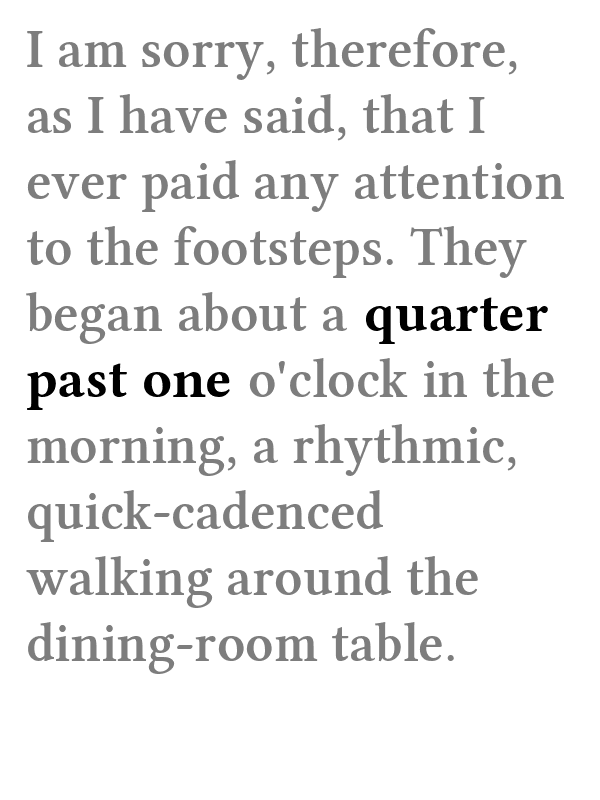 I am sorry, therefore,
as I have said, that I
ever paid any attention
to the footsteps. They
began about a quarter
past one o'clock in the
morning, a rhythmic,
quick-cadenced
walking around the
dining-room table.